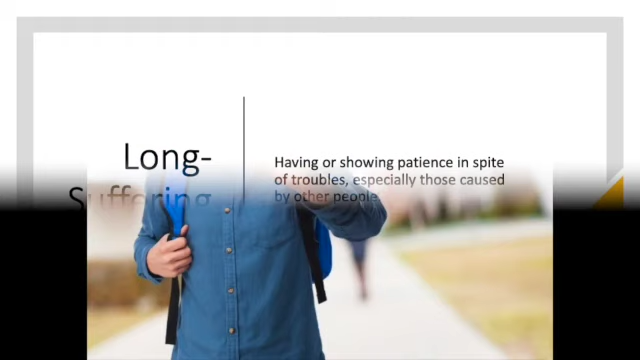 Long-
Suffering
Having or showing patience in spite
of troubles, especially those caused
by other people